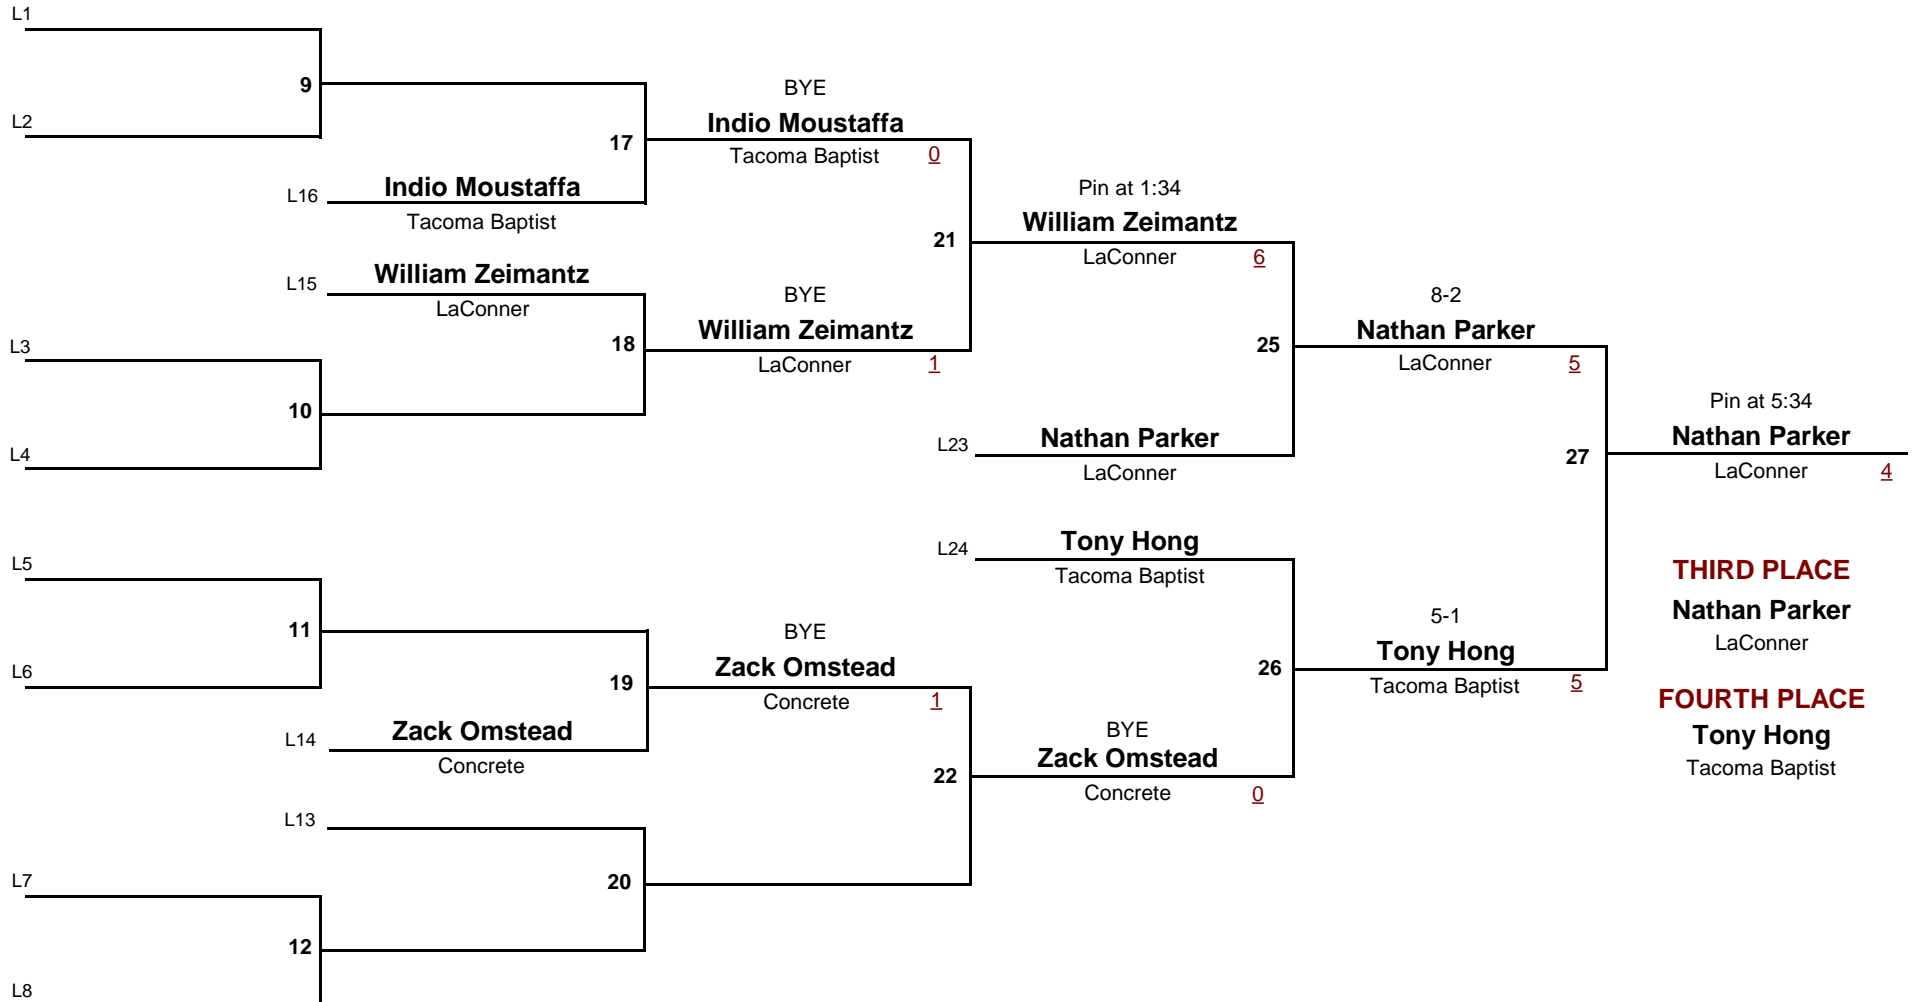 L1
9
L2
17
L16
Indio Moustaffa
Tacoma Baptist
BYE
Indio Moustaffa
Tacoma Baptist
0
L15
William Zeimantz
LaConner
18
L3
10
L4
BYE
William Zeimantz
LaConner
1
21
Pin at 1:34
William Zeimantz
LaConner
6
25
L23
Nathan Parker
LaConner
8-2
Nathan Parker
LaConner
5
27
Pin at 5:34
Nathan Parker
LaConner
4
L5
11
L6
19
L14
Zack Omstead
Concrete
BYE
Zack Omstead
Concrete
1
22
L13
20
L7
12
L8
L24
Tony Hong
Tacoma Baptist
26
BYE
Zack Omstead
Concrete
0
5-1
Tony Hong
Tacoma Baptist
5
THIRD PLACE
Nathan Parker
LaConner
FOURTH PLACE
Tony Hong
Tacoma Baptist